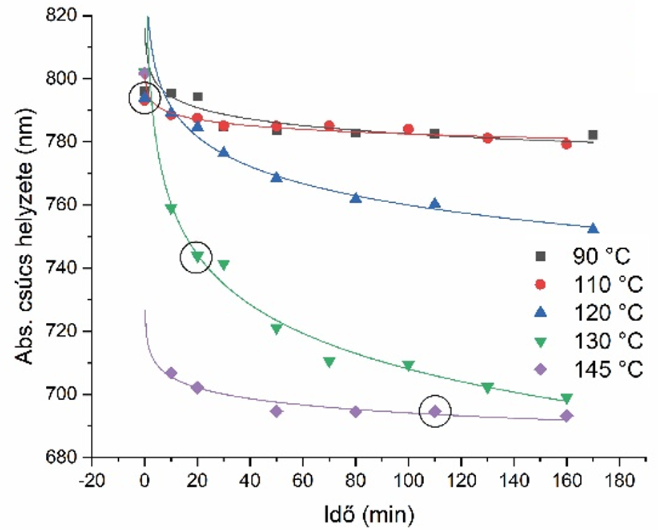 820
800
780
760
740
720
700
680
Abs. csúcs helyzete (nm)
90 °C
110 °C
120 °C
130 °C
145 °C
-20 0 20 40 60 80 100 120 140 160 180
Idő (min)